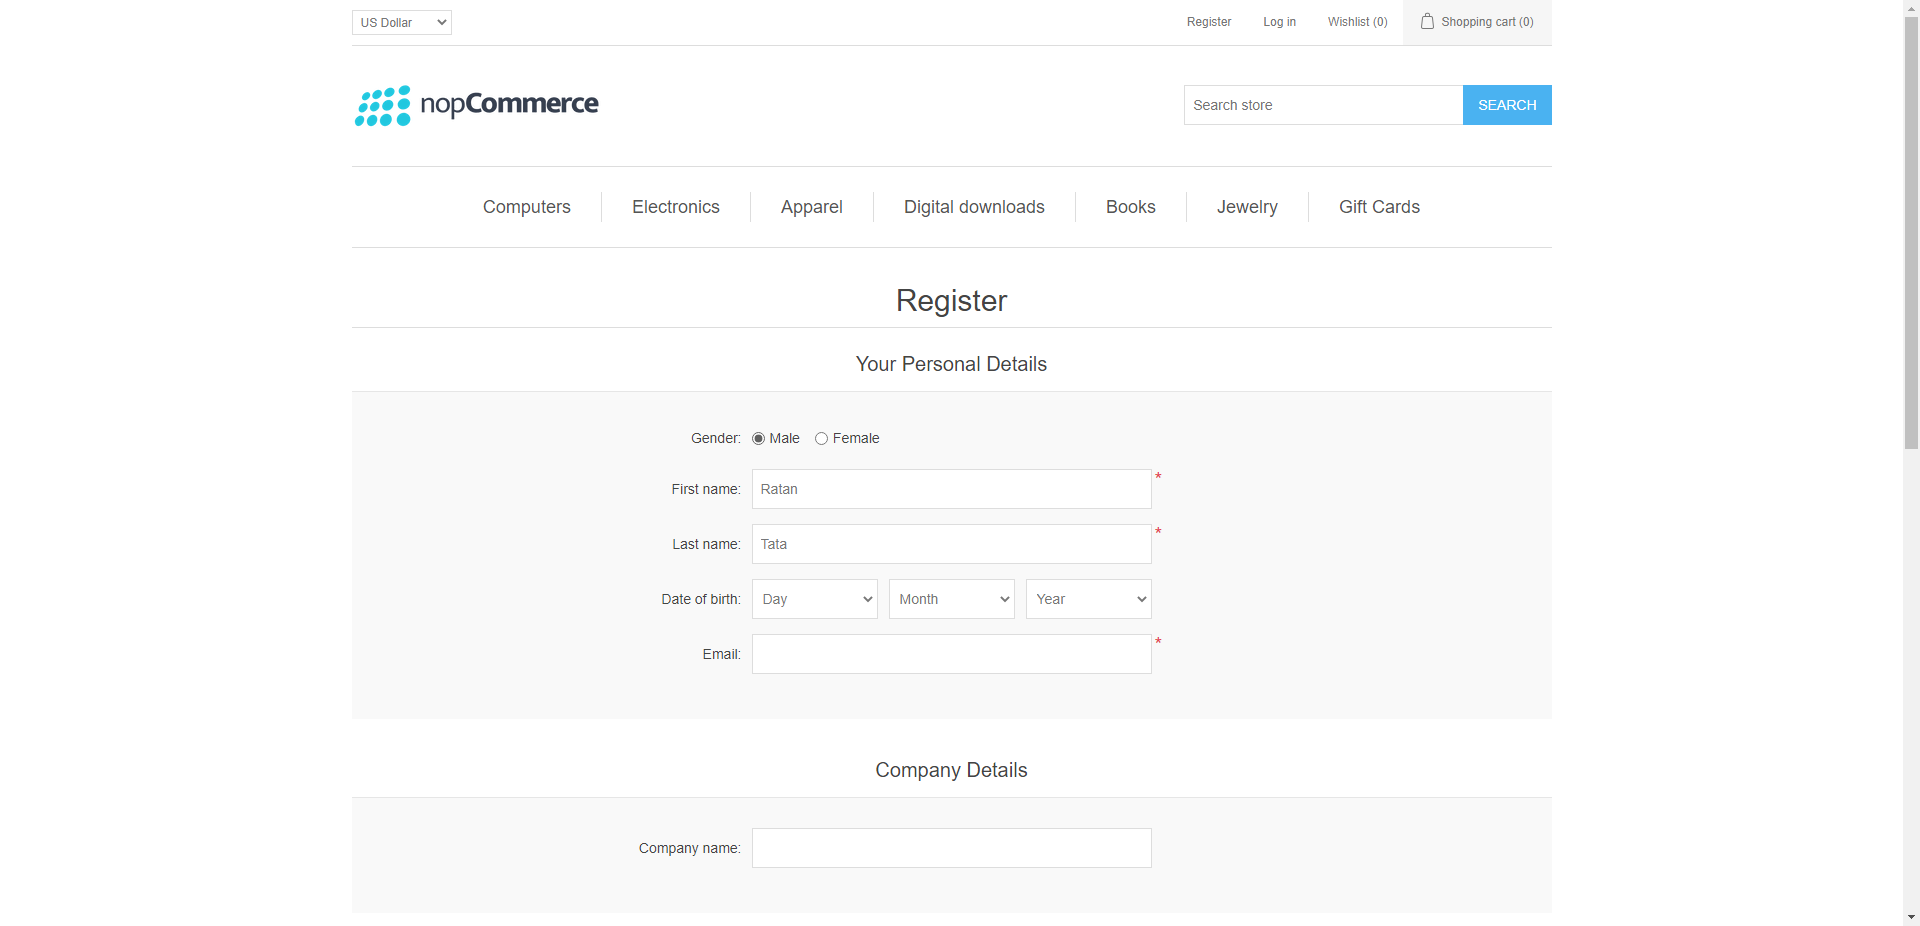 US Dollar
Register
Log in
Wishlist (0)
Shopping cart (0)
nopCommerce
Search store
SEARCH
Computers
Electronics
Apparel
Digital downloads
Books
Jewelry
Gift Cards
Register
Your Personal Details
Gender: Male Female
First name: Ratan *
Last name: Tata *
Date of birth: Day Month Year
Email: *
Company Details
Company name: